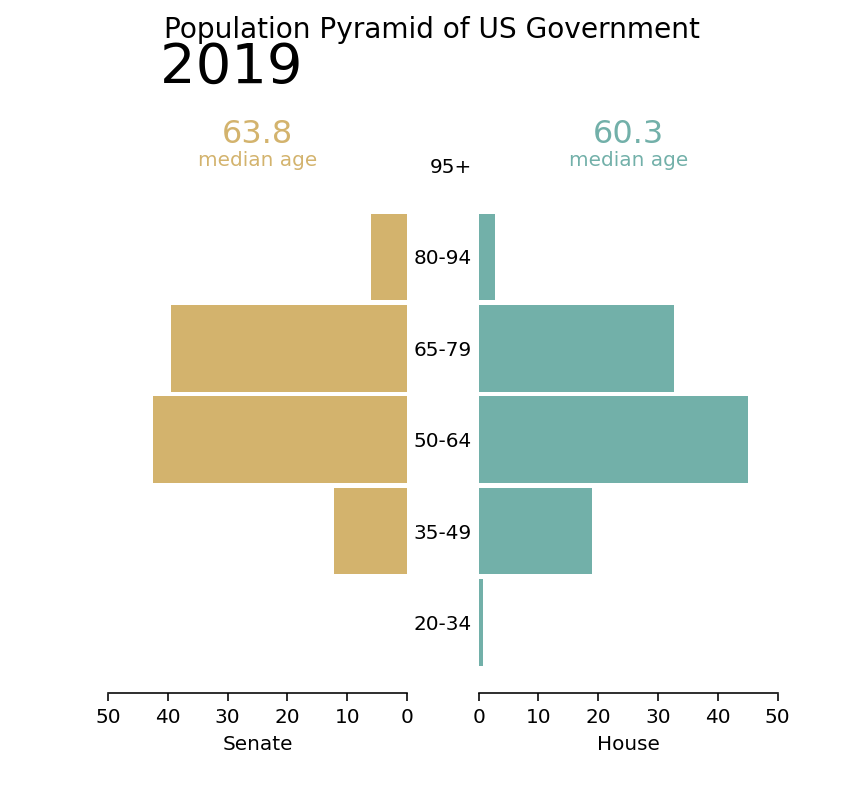 Population Pyramid of US Government
2019
63.8
median age
60.3
median age
95+
80-94
65-79
50-64
35-49
20-34
50 40 30 20 10 0
0 10 20 30 40 50
Senate
House